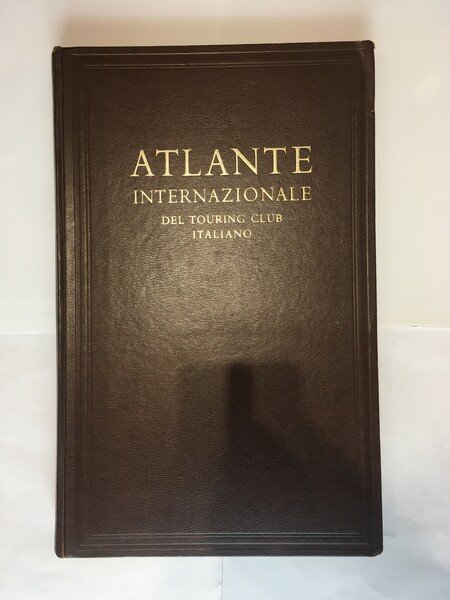 ATLANTE
INTERNAZIONALE
DEL TOURING CLUB
ITALIANO